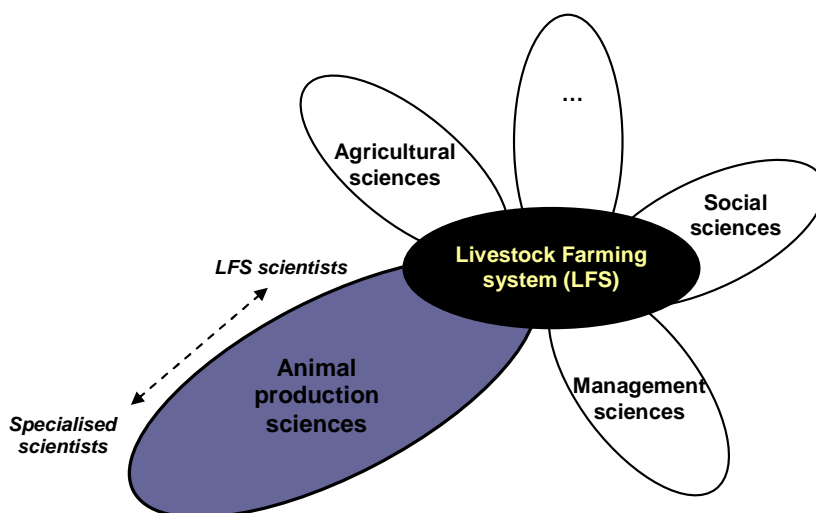 ...
Agricultural
sciences
Social
sciences
Livestock Farming
system (LFS)
LFS scientists
Animal
production
sciences
Management
sciences
Specialised
scientists